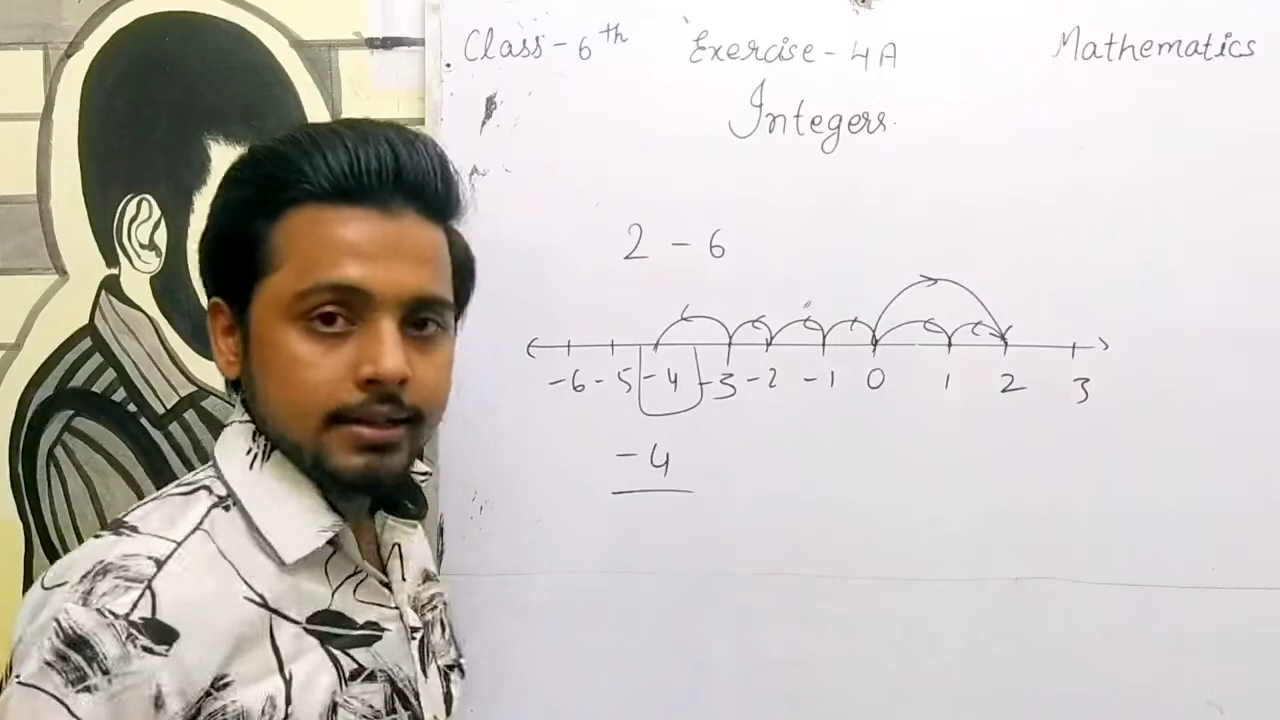 Class-6th Exercise-4A Mathematics
Integers.
2 - 6
-6 -5 -4 -3 -2 -1 0 1 2 3
-4